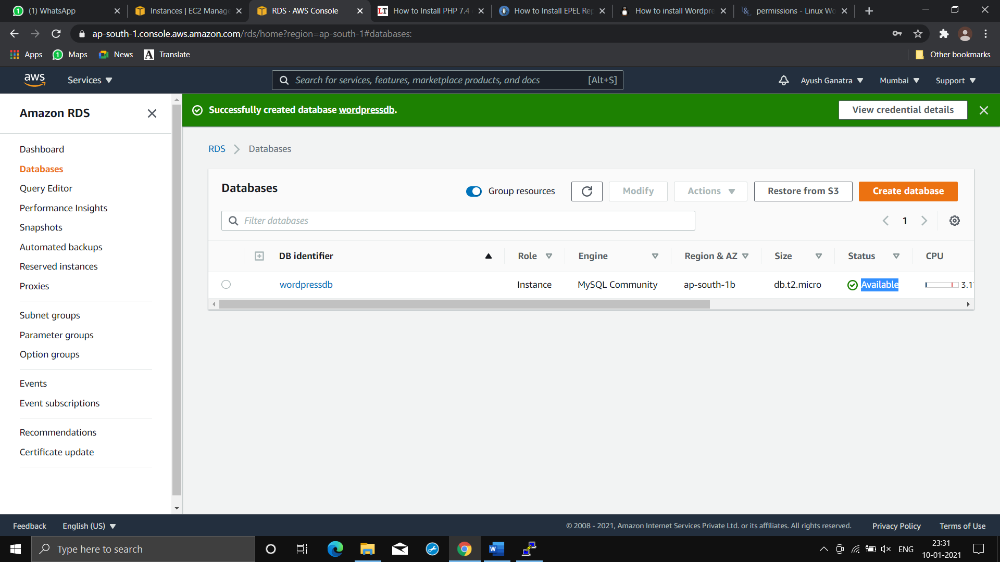 (1) WhatsApp
Instances | EC2 Manage
RDS · AWS Console
LT How to Install PHP 7.4
How to Install EPEL Rep
How to install Wordpre
permissions - Linux Wo
ap-south-1.console.aws.amazon.com/rds/home?region=ap-south-1#databases:
Apps
1 Maps
News
A Translate
Other bookmarks
aws
Services
Search for services, features, marketplace products, and docs [Alt+S]
Ayush Ganatra
Mumbai
Support
Amazon RDS
Successfully created database wordpressdb.
View credential details
Dashboard
Databases
Query Editor
Performance Insights
Snapshots
Automated backups
Reserved instances
Proxies
Subnet groups
Parameter groups
Option groups
Events
Event subscriptions
Recommendations
Certificate update
RDS > Databases
Databases
Group resources
Modify
Actions
Restore from S3
Create database
Filter databases
1
DB identifier Role Engine Region & AZ Size Status CPU
wordpressdb Instance MySQL Community ap-south-1b db.t2.micro Available 3.1
Feedback
English (US)
© 2008 - 2021, Amazon Internet Services Private Ltd. or its affiliates. All rights reserved.
Privacy Policy
Terms of Use
Type here to search
W
ENG
23:31
10-01-2021